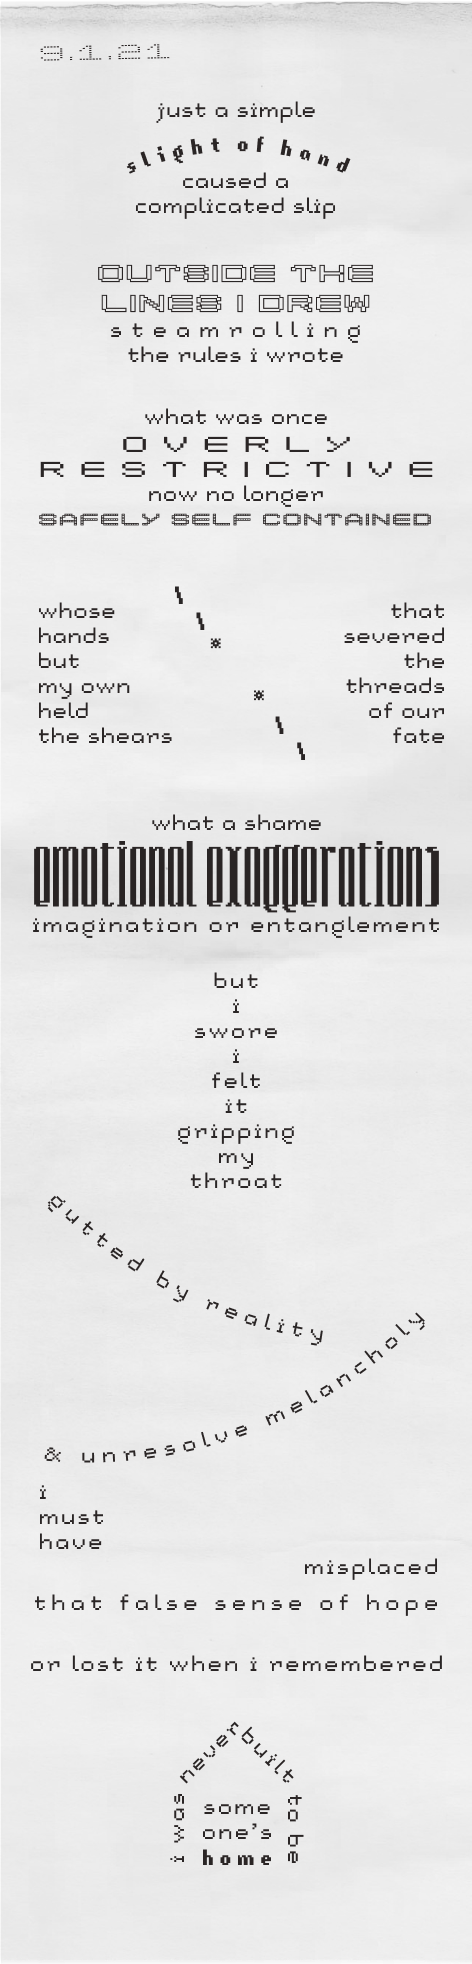 9.1.21
just a simple
slight of hand
caused a
complicated slip
OUTSIDE THE
LINES I DREW
steamrolling
the rules i wrote
what was once
OVERLY
RESTRICTIVE
now no longer
SAFELY SELF CONTAINED
whose
hands
but
my own
held
the shears
that
severed
the
threads
of our
fate
what a shame
emotional exaggerations
imagination or entanglement
but
i
swore
i
felt
it
gripping
my
throat
gutted by reality
& unresolve melancholy
i
must
have
misplaced
that false sense of hope
or lost it when i remembered
i was never built to be
some
one's
home